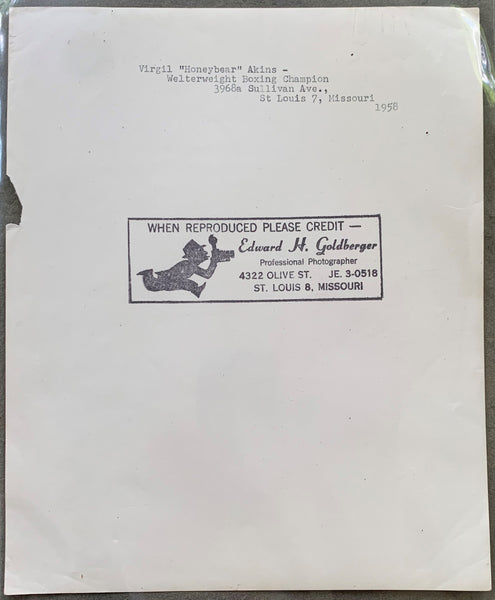 Virgil "Honeybear" Akins -
Welterweight Boxing Champion
3968a Sullivan Ave.,
St Louis 7, Missouri
1958
WHEN REPRODUCED PLEASE CREDIT —
Edward H. Goldberger
Professional Photographer
4322 OLIVE ST. JE. 3-0518
ST. LOUIS 8, MISSOURI